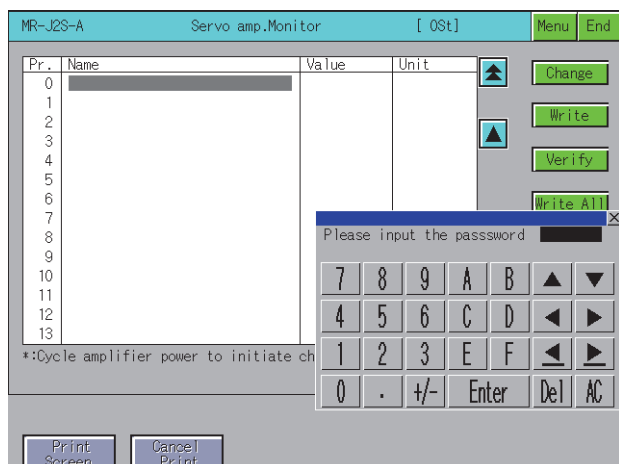 MR-J2S-A Servo amp.Monitor [ 0St] Menu End
Pr. Name Value Unit
Change
0
1
Write
2
3
4
Verify
5
6
Write All
7
Please input the passsword
8
9
10
11
12
13
7 8 9 A B ▲ ▼
4 5 6 C D ◀ ▶
1 2 3 E F ◀ ▶
0 . +/- Enter Del AC
*:Cycle amplifier power to initiate ch
Print Screen
Cancel Print